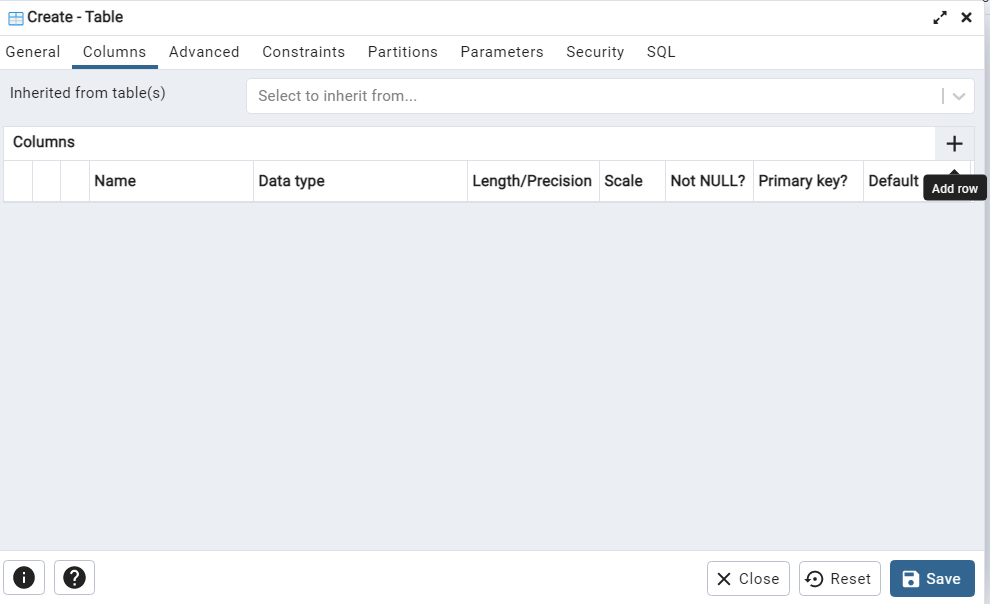 Create - Table
General Columns Advanced Constraints Partitions Parameters Security SQL
Inherited from table(s) Select to inherit from...
Columns
Name Data type Length/Precision Scale Not NULL? Primary key? Default
Add row
Close Reset Save